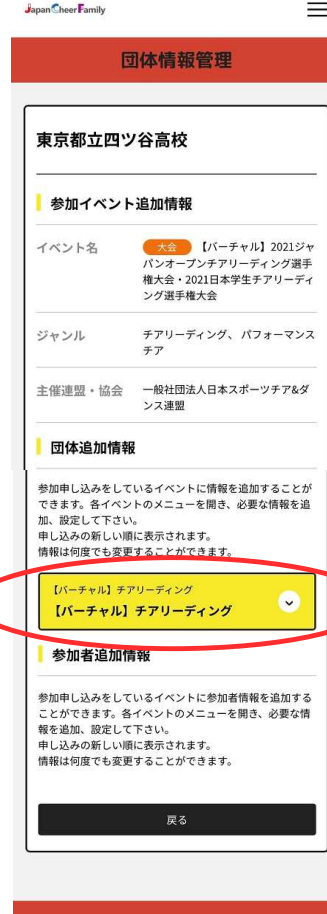 JapanCheerFamily
団体情報管理
東京都立四ツ谷高校
参加イベント追加情報
イベント名
大会 【バーチャル】2021ジャ
パンオープンチアリーディング選手
権大会・2021日本学生チアリーディ
ング選手権大会
ジャンル
チアリーディング、 パフォーマンス
チア
主催連盟・協会
一般社団法人日本スポーツチア&ダ
ンス連盟
団体追加情報
参加申し込みをしているイベントに情報を追加することが
できます。各イベントのメニューを開き、必要な情報を追
加、設定して下さい。
申し込みの新しい順に表示されます。
情報は何度でも変更することができます。
【バーチャル】チアリーディング
【バーチャル】チアリーディング
参加者追加情報
参加申し込みをしているイベントに参加者情報を追加する
ことができます。各イベントのメニューを開き、必要な情
報を追加、設定して下さい。
申し込みの新しい順に表示されます。
情報は何度でも変更することができます。
戻る